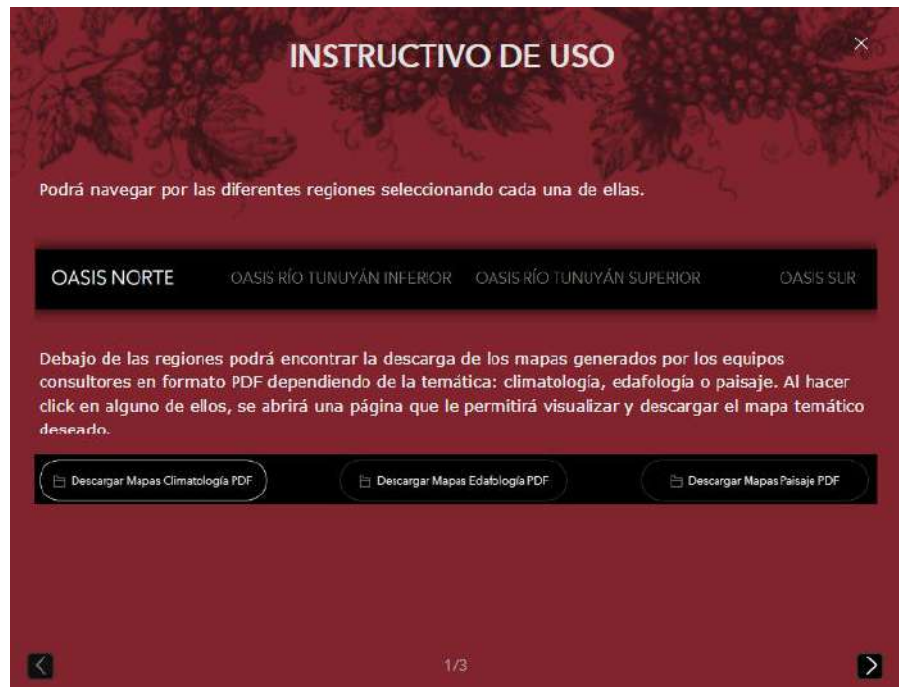 INSTRUCTIVO DE USO
Podrá navegar por las diferentes regiones seleccionando cada una de ellas.
OASIS NORTE OASIS RÍO TUNUYÁN INFERIOR OASIS RÍO TUNUYÁN SUPERIOR OASIS SUR
Debajo de las regiones podrá encontrar la descarga de los mapas generados por los equipos
consultores en formato PDF dependiendo de la temática: climatología, edafología o paisaje. Al hacer
click en alguno de ellos, se abrirá una página que le permitirá visualizar y descargar el mapa temático
deseado.
Descargar Mapas Climatología PDF Descargar Mapas Edafología PDF Descargar Mapas Paisaje PDF
1/3